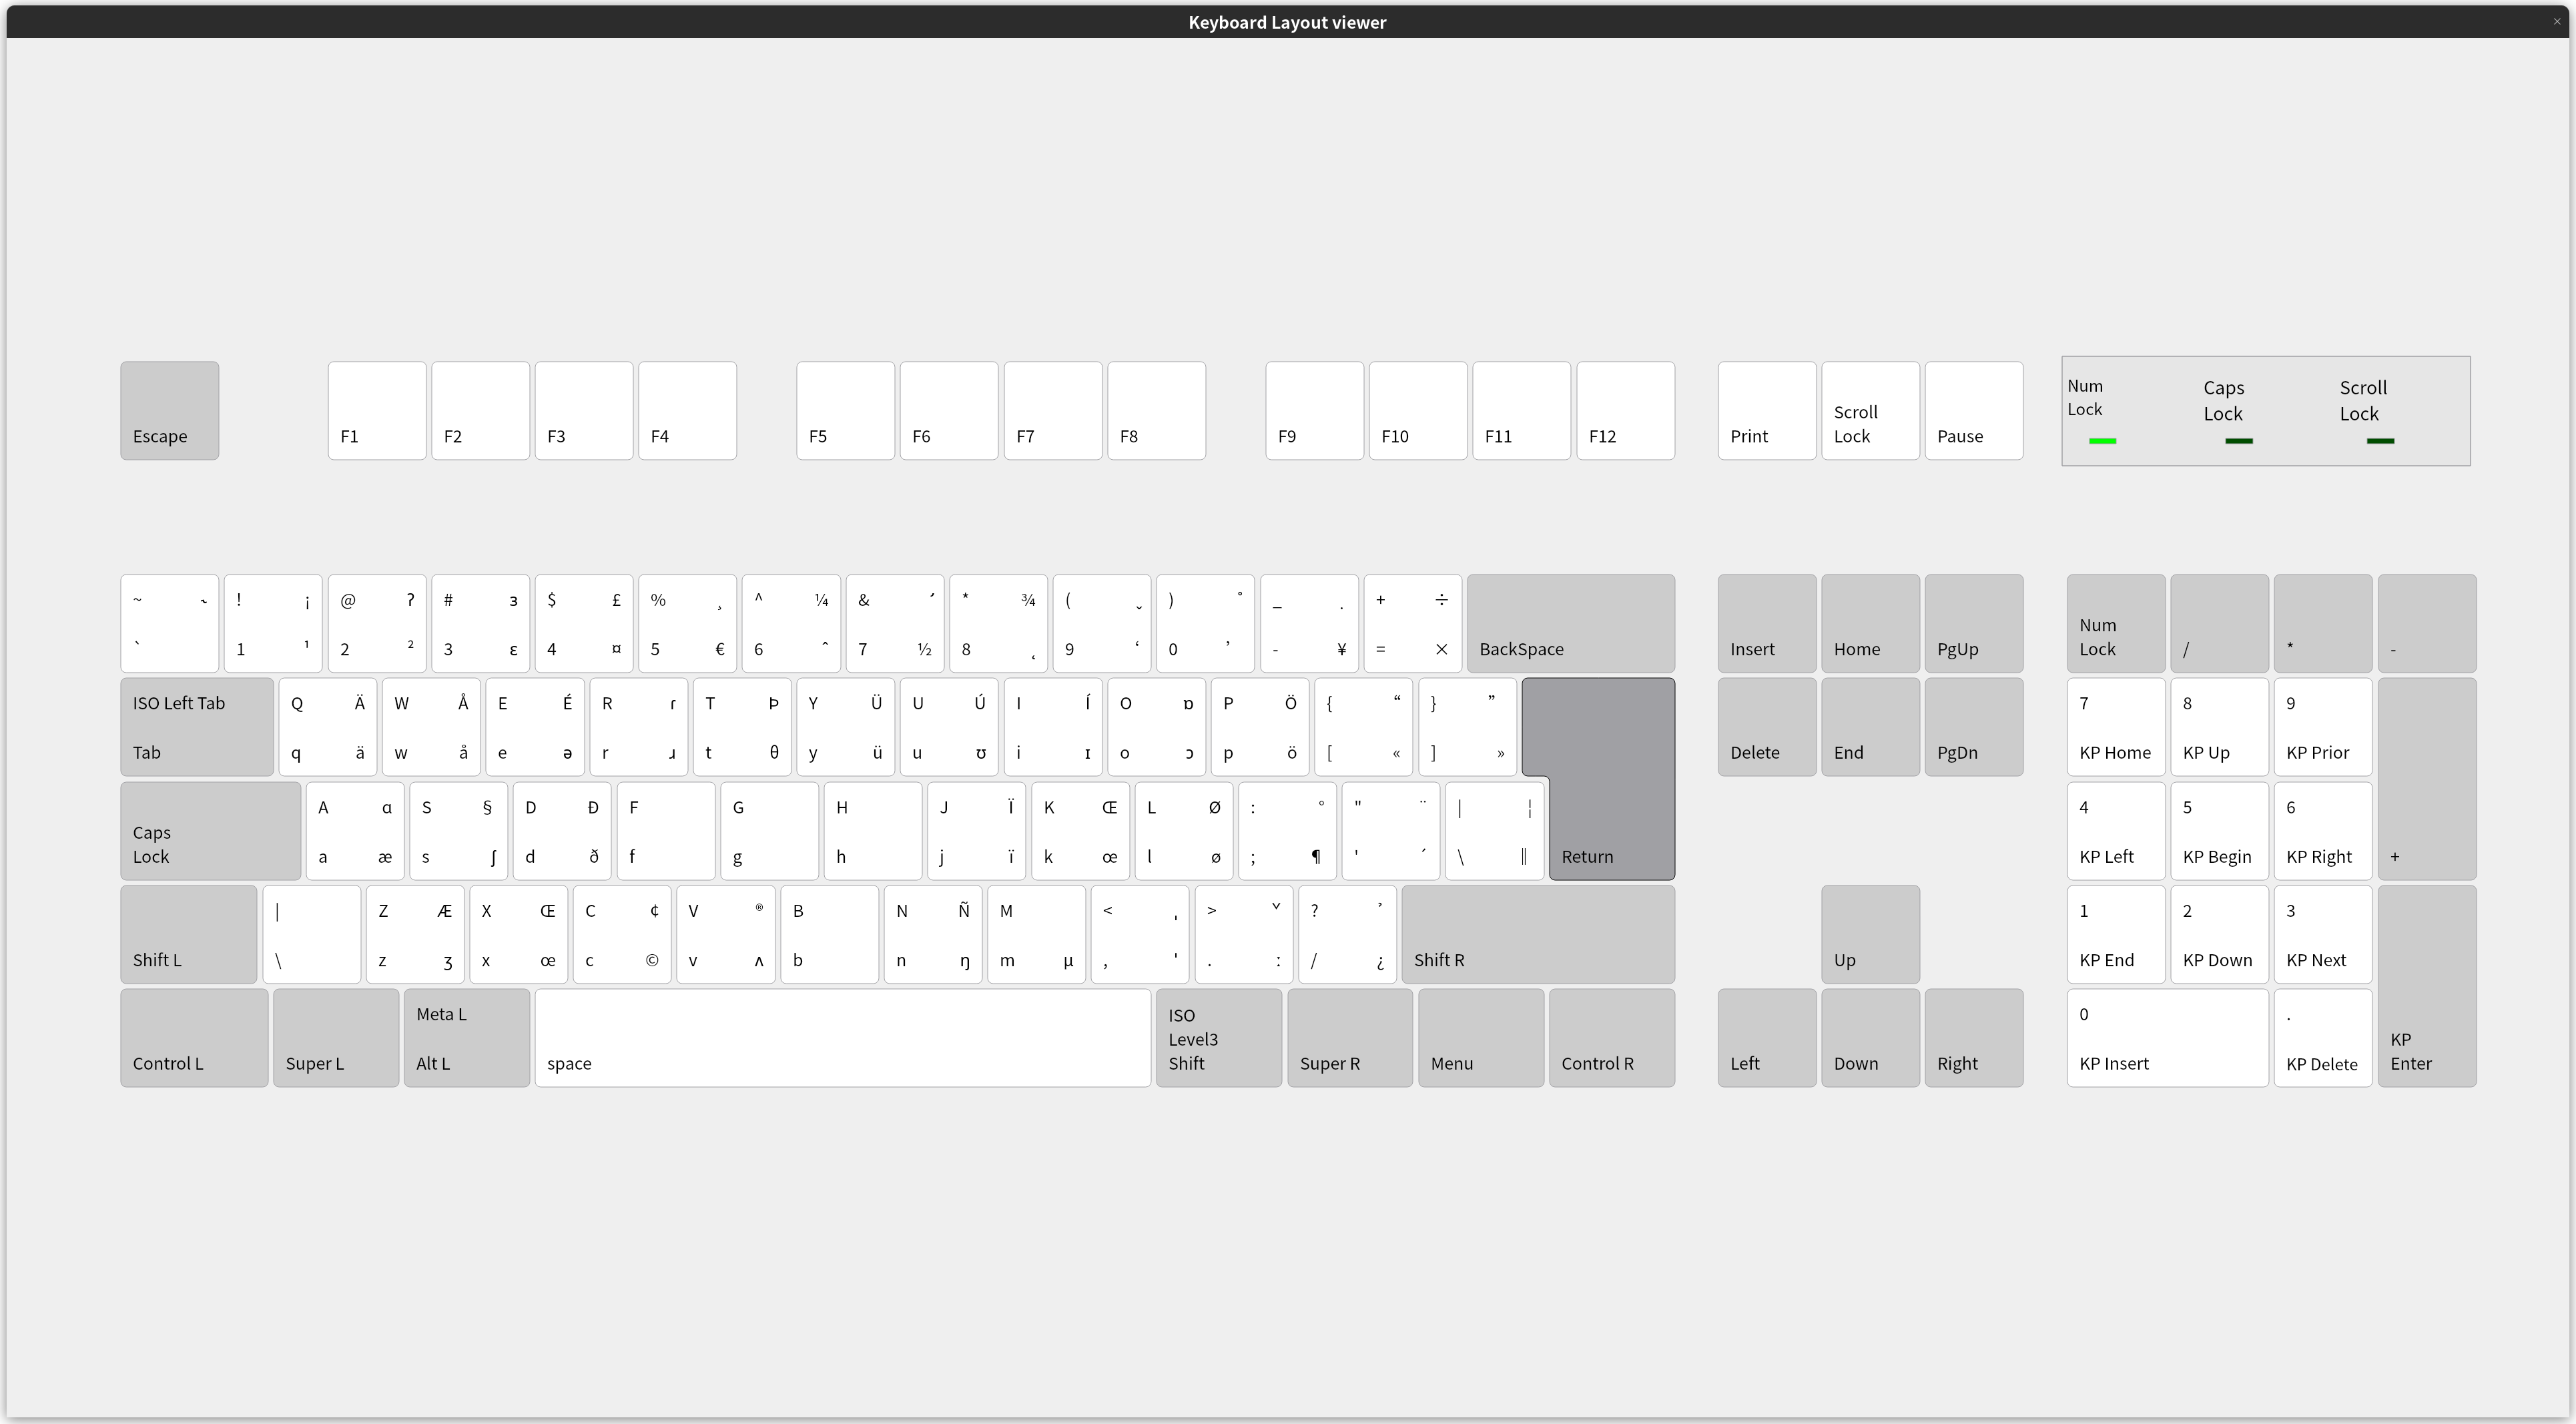 Keyboard Layout viewer
×
Escape F1 F2 F3 F4 F5 F6 F7 F8 F9 F10 F11 F12 Print Scroll Lock Pause
Num Lock Caps Lock Scroll Lock
~ ! ¡ @ ʔ # ɜ $ £ % ¸ ^ ¼ & * ¾ ( ) ° _ . + ÷
` 1 ¹ 2 ² 3 ɛ 4 ¤ 5 € 6 ˆ 7 ½ 8 ˛ 9 ‘ 0 ’ - ¥ = × BackSpace Insert Home PgUp Num Lock / * -
ISO Left Tab Q Ä W Å E É R ɾ T Þ Y Ü U Ú I Í O ɒ P Ö { “ } ” 7 8 9
Tab q ä w å e ə r ɹ t θ y ü u ʊ i ɪ o ɔ p ö [ « ] » Delete End PgDn KP Home KP Up KP Prior
A ɑ S § D Ð F G H J Ï K Œ L Ø : ° " ¨ | ¦ 4 5 6
Caps Lock a æ s ʃ d ð f g h j ï k œ l ø ; ¶ ' ´ \ ‖ Return KP Left KP Begin KP Right +
| Z Æ X Œ C ¢ V ® B N Ñ M < ˌ > ˅ ? 1 2 3
Shift L \ z ʒ x œ c © v ʌ b n ŋ m µ , ˈ . ː / ¿ Shift R Up KP End KP Down KP Next
Meta L ISO Level3 0 .
Control L Super L Alt L space Shift Super R Menu Control R Left Down Right KP Insert KP Delete KP Enter